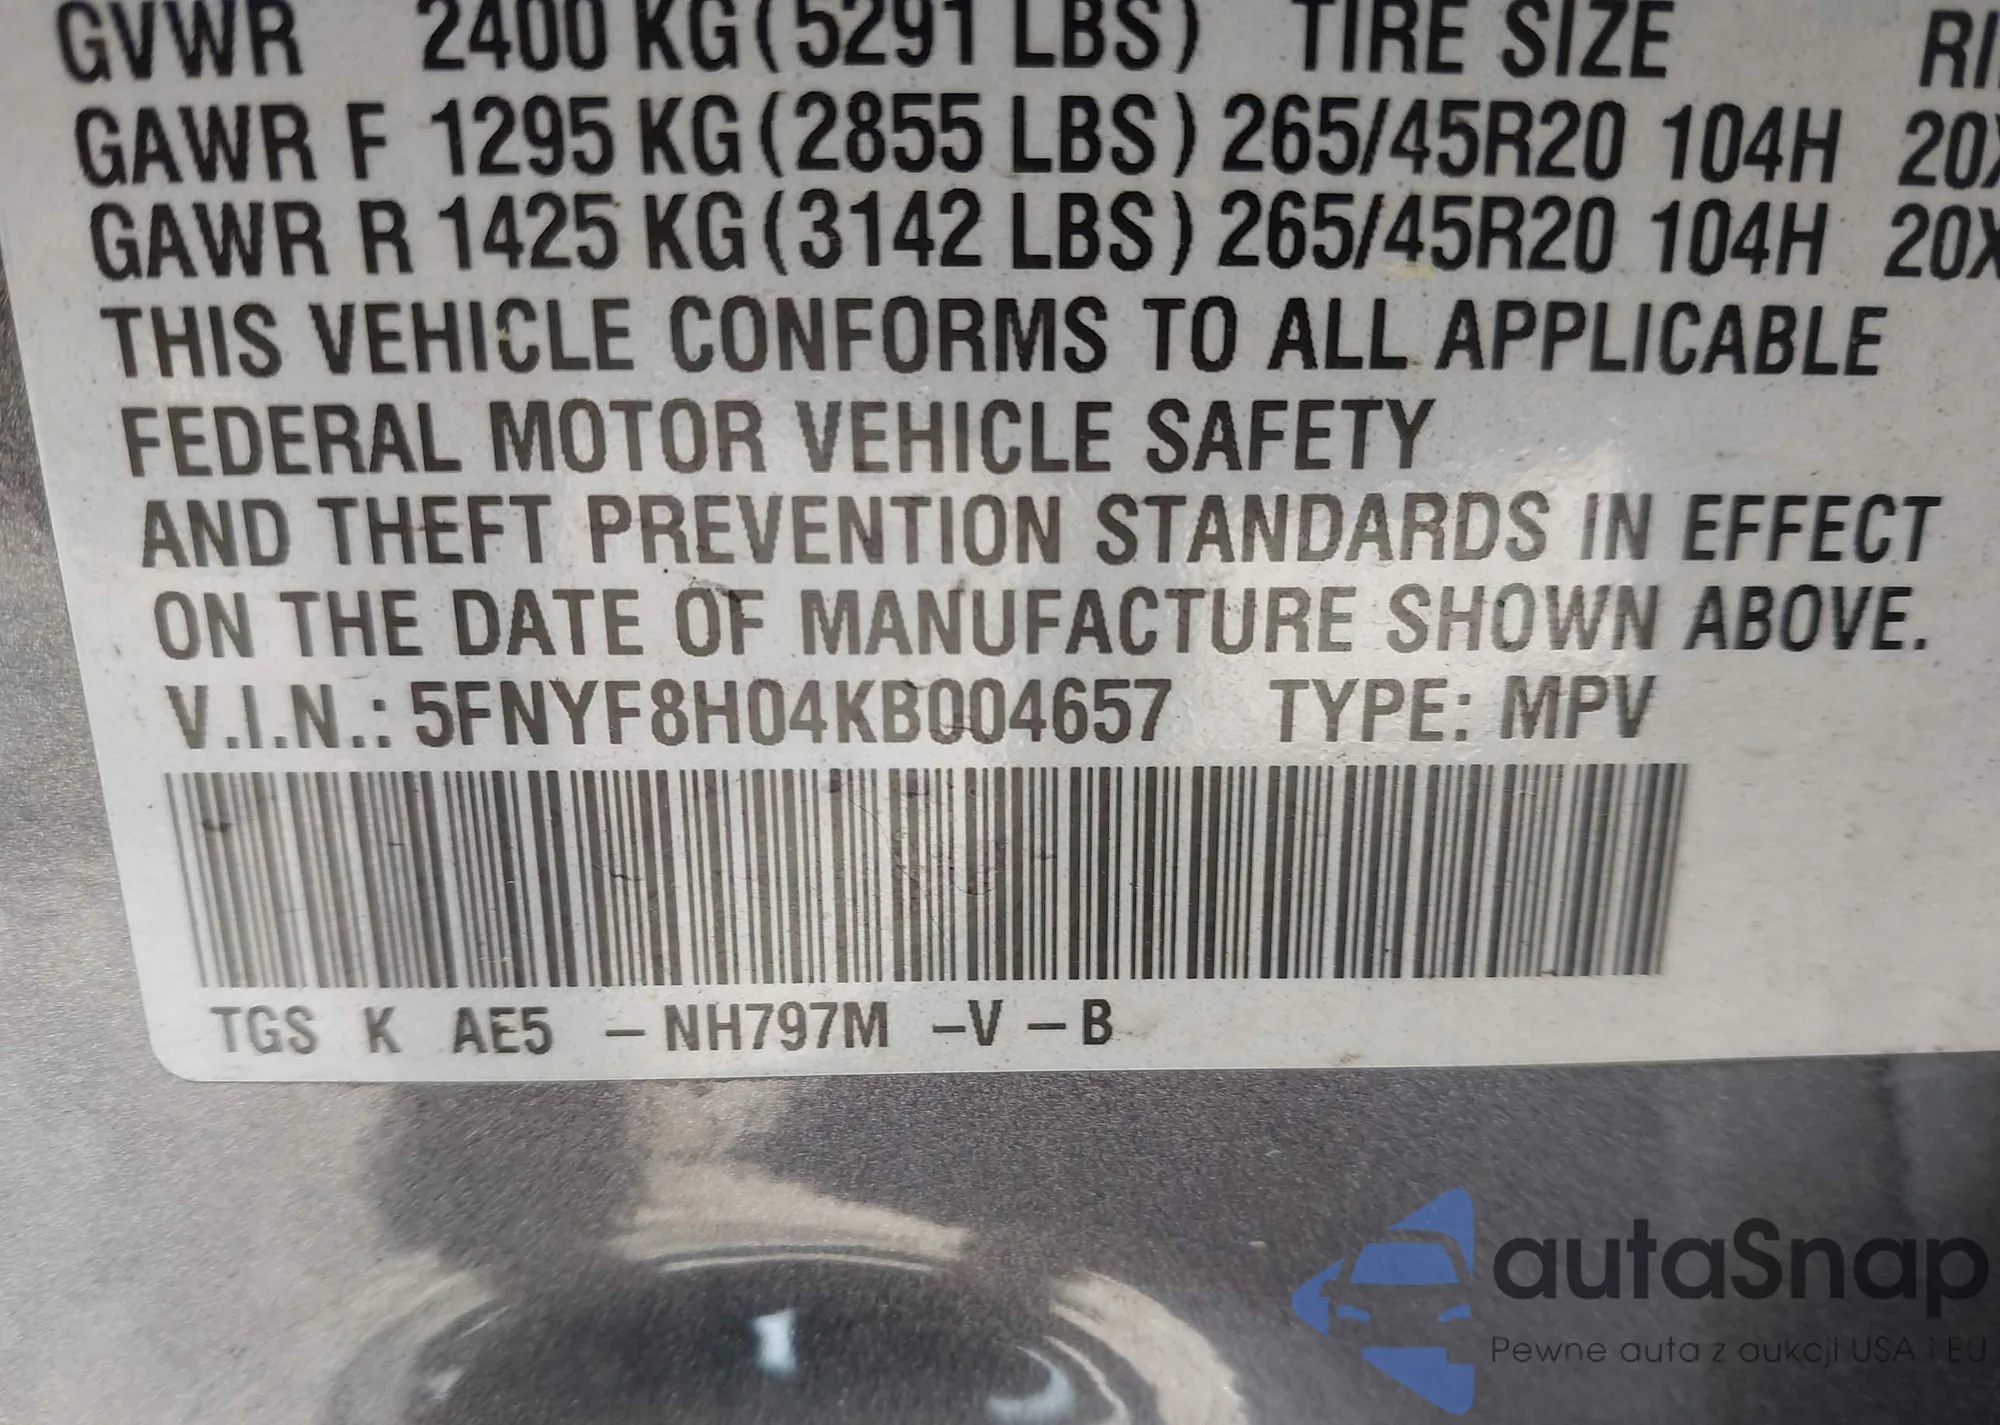 GVWR 2400 KG (5291 LBS) TIRE SIZE RI
GAWR F 1295 KG (2855 LBS) 265/45R20 104H 20X
GAWR R 1425 KG (3142 LBS) 265/45R20 104H 20X
THIS VEHICLE CONFORMS TO ALL APPLICABLE
FEDERAL MOTOR VEHICLE SAFETY
AND THEFT PREVENTION STANDARDS IN EFFECT
ON THE DATE OF MANUFACTURE SHOWN ABOVE.
V.I.N.: 5FNYF8H04KB004657 TYPE: MPV
TGS K AE5 -NH797M -V-B
autaSnap
Pewne auta z aukcji USA i EU